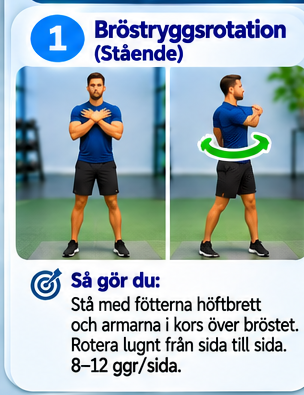 1
Bröstryggsrotation
(Stående)
Så gör du:
Stå med fötterna höftbrett
och armarna i kors över bröstet.
Rotera lugnt från sida till sida.
8–12 ggr/sida.